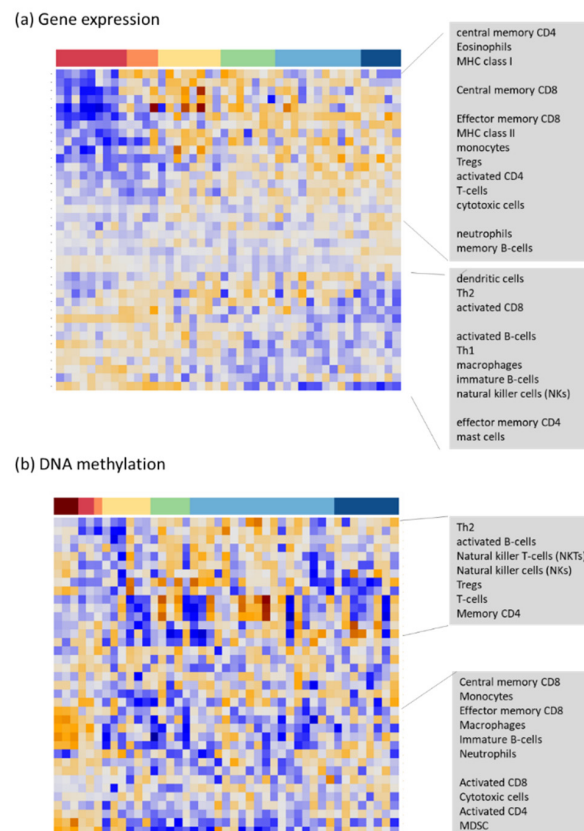 (a) Gene expression
central memory CD4
Eosinophils
MHC class I
Central memory CD8
Effector memory CD8
MHC class II
monocytes
Tregs
activated CD4
T-cells
cytotoxic cells
neutrophils
memory B-cells
dendritic cells
Th2
activated CD8
activated B-cells
Th1
macrophages
immature B-cells
natural killer cells (NKs)
effector memory CD4
mast cells
(b) DNA methylation
Th2
activated B-cells
Natural killer T-cells (NKTs)
Natural killer cells (NKs)
Tregs
T-cells
Memory CD4
Central memory CD8
Monocytes
Effector memory CD8
Macrophages
Immature B-cells
Neutrophils
Activated CD8
Cytotoxic cells
Activated CD4
MDSC